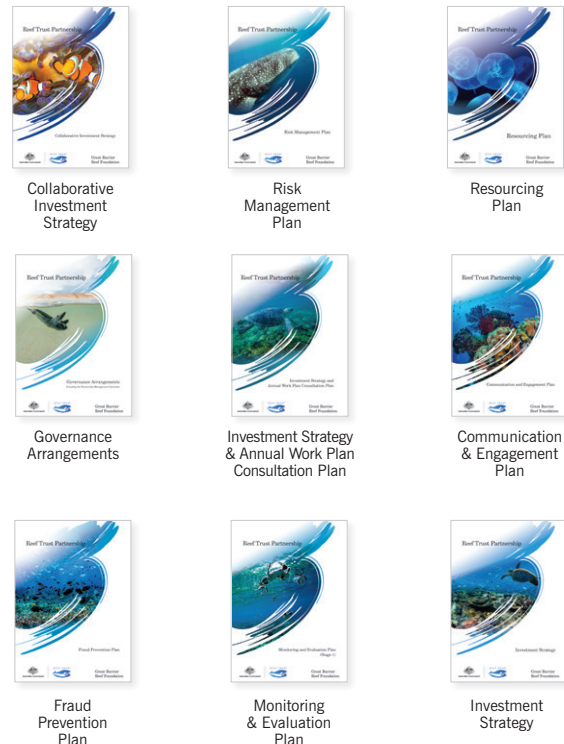 Reef Trust Partnership
Collaborative Investment Strategy
Great Barrier
Reef Foundation
Collaborative
Investment
Strategy
Reef Trust Partnership
Risk Management Plan
Great Barrier
Reef Foundation
Risk
Management
Plan
Reef Trust Partnership
Resourcing Plan
Great Barrier
Reef Foundation
Resourcing
Plan
Reef Trust Partnership
Governance Arrangements
Great Barrier
Reef Foundation
Governance
Arrangements
Reef Trust Partnership
Investment Strategy and
Annual Work Plan Consultation Plan
Great Barrier
Reef Foundation
Investment Strategy
& Annual Work Plan
Consultation Plan
Reef Trust Partnership
Communication and Engagement Plan
Great Barrier
Reef Foundation
Communication
& Engagement
Plan
Reef Trust Partnership
Fraud Prevention Plan
Great Barrier
Reef Foundation
Fraud
Prevention
Plan
Reef Trust Partnership
Monitoring and Evaluation Plan
(Stage 1)
Great Barrier
Reef Foundation
Monitoring
& Evaluation
Plan
Reef Trust Partnership
Investment Strategy
Great Barrier
Reef Foundation
Investment
Strategy